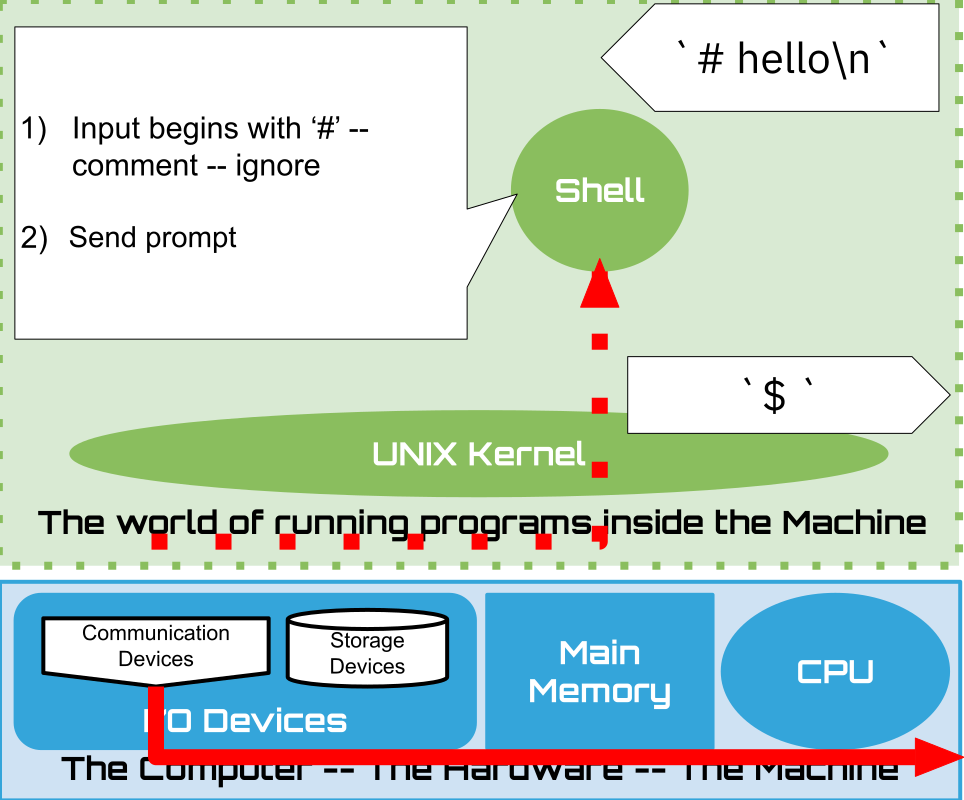 ` # hello\n `
1) Input begins with ‘#’ --
comment -- ignore
Shell
2) Send prompt
` $ `
UNIX Kernel
The world of running programs inside the Machine
Communication
Devices
Storage
Devices
I/O Devices
Main
Memory
CPU
The Computer -- The Hardware -- The Machine